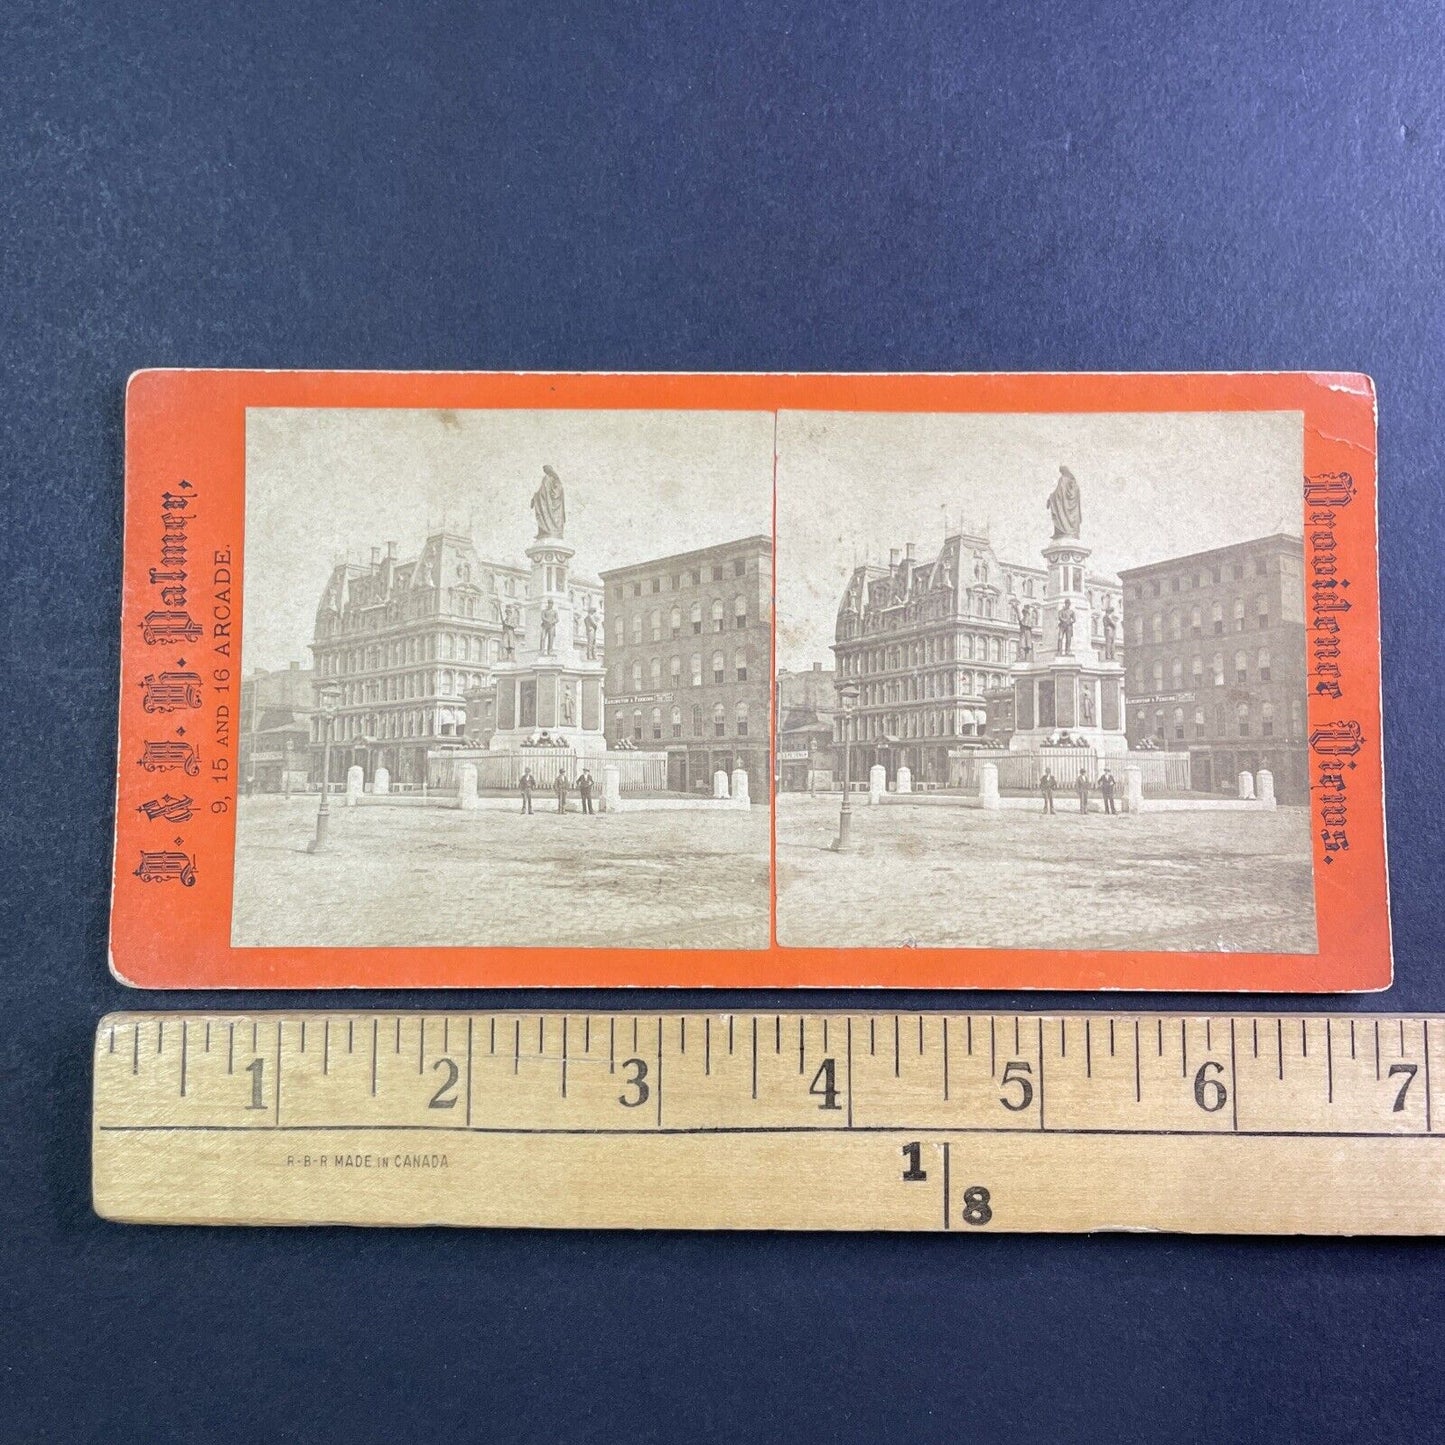 D. & I. B. Palmer,
9, 15 AND 16 ARCADE.
Providence Views.
1 2 3 4 5 6 7
R-B-R MADE IN CANADA
1
8